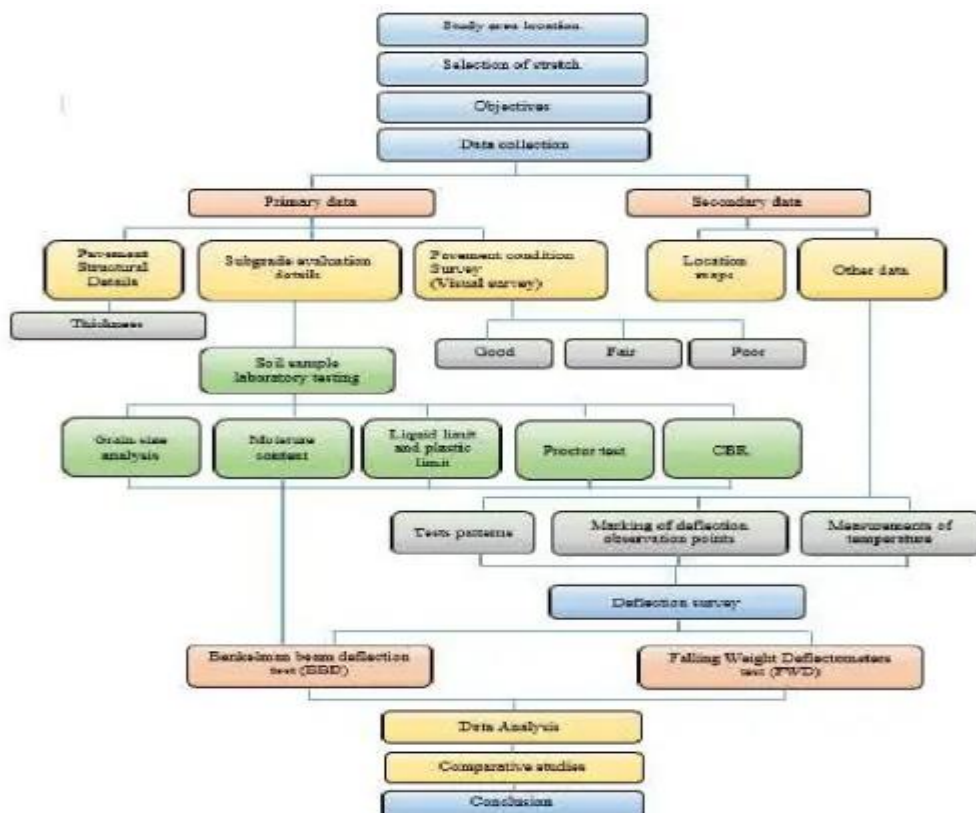 Study area location
Selection of stretch
Objectives
Data collection
Primary data
Secondary data
Pavement
Structural
Details
Subgrade evaluation
details
Pavement condition
Survey
(Visual survey)
Location
maps
Other data
Thickness
Good
Fair
Poor
Soil sample
laboratory testing
Grain size
analysis
Moisture
content
Liquid limit
and plastic
limit
Proctor test
CBR
Tests patterns
Marking of deflection
observation points
Measurements of
temperature
Deflection survey
Benkelman beam deflection
test (BBD)
Falling Weight Deflectometers
test (FWD)
Data Analysis
Comparative studies
Conclusion